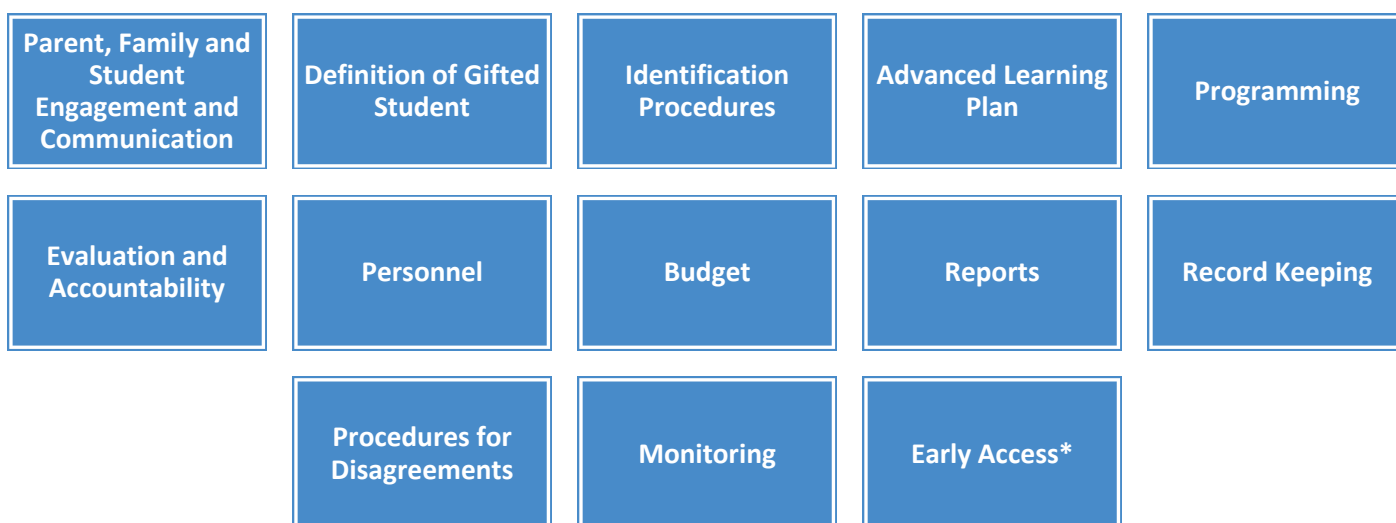 Parent, Family and
Student
Engagement and
Communication
Definition of Gifted
Student
Identification
Procedures
Advanced Learning
Plan
Programming
Evaluation and
Accountability
Personnel
Budget
Reports
Record Keeping
Procedures for
Disagreements
Monitoring
Early Access*